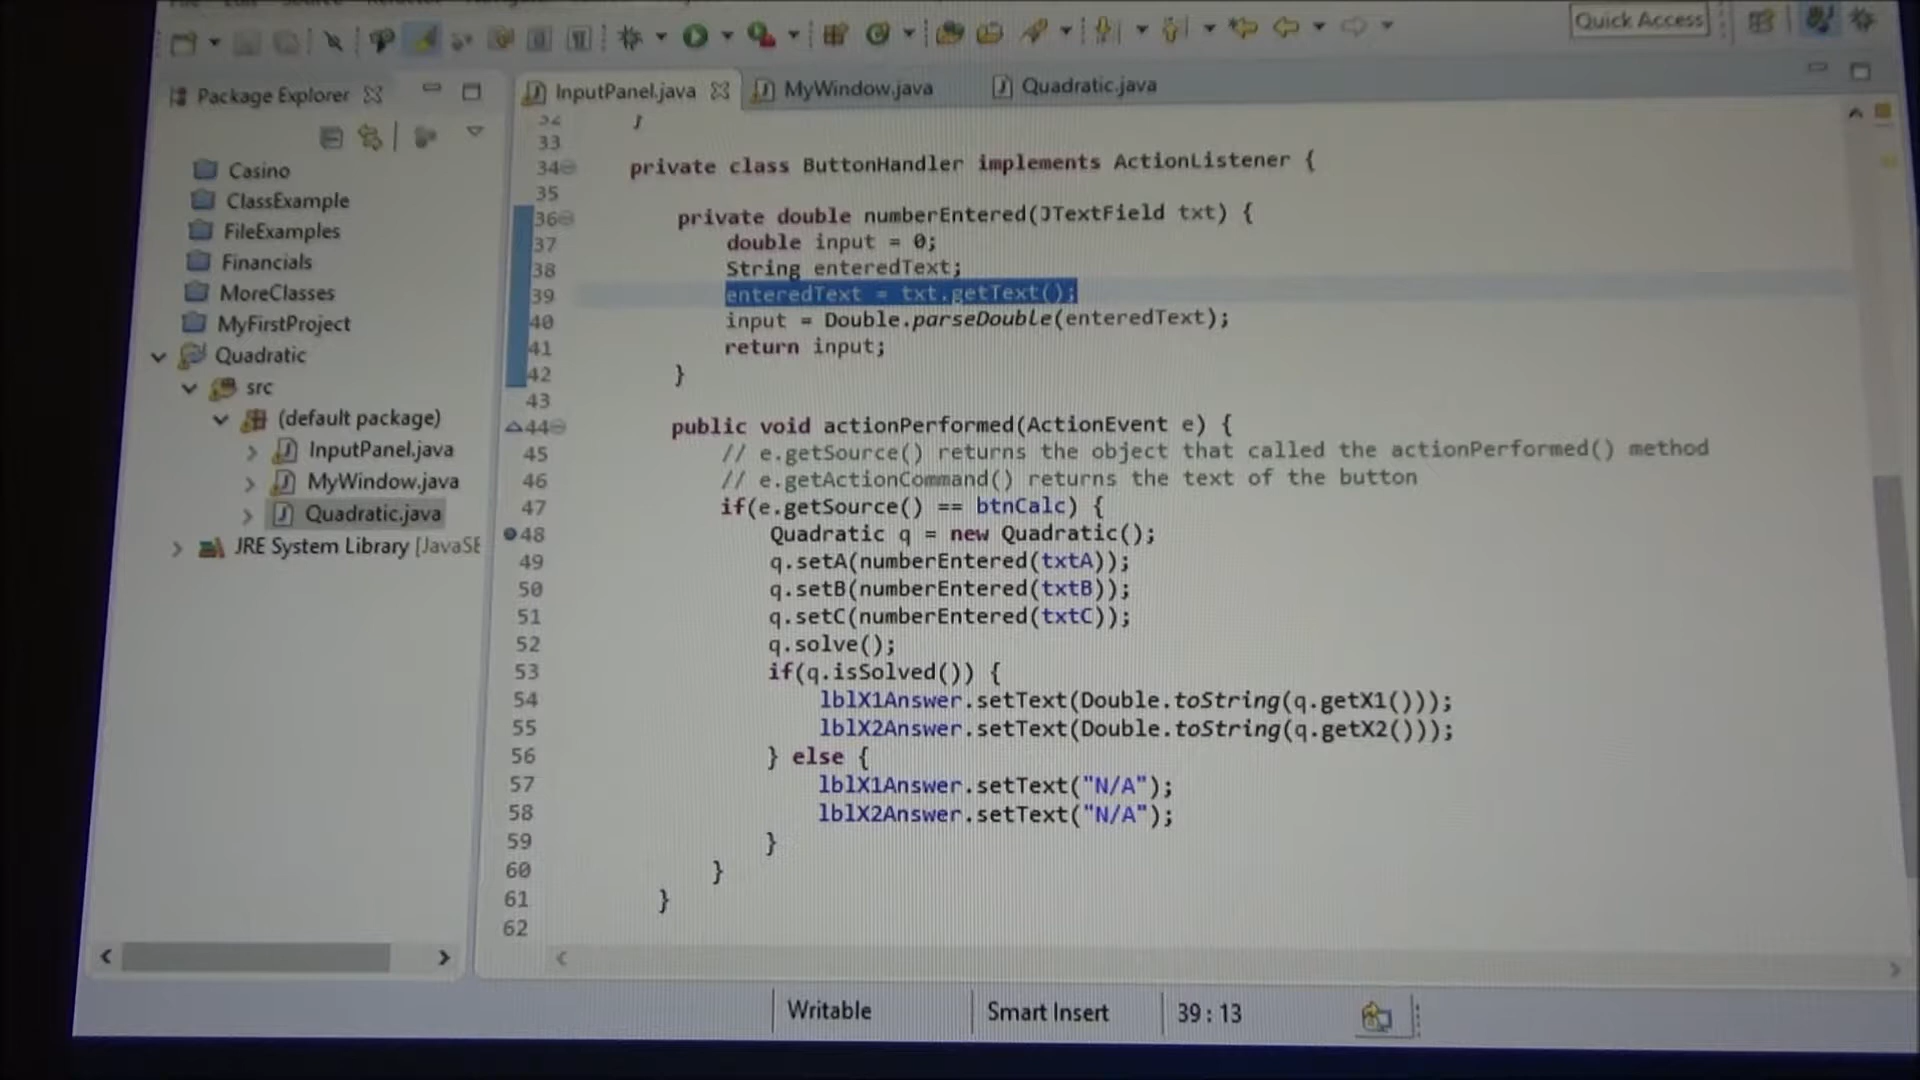 Quick Access
Package Explorer
InputPanel.java
MyWindow.java
Quadratic.java
Casino
ClassExample
FileExamples
Financials
MoreClasses
MyFirstProject
Quadratic
src
(default package)
InputPanel.java
MyWindow.java
Quadratic.java
JRE System Library [JavaSE
32 }
33
34 private class ButtonHandler implements ActionListener {
35
36 private double numberEntered(JTextField txt) {
37 double input = 0;
38 String enteredText;
39 enteredText = txt.getText();
40 input = Double.parseDouble(enteredText);
41 return input;
42 }
43
44 public void actionPerformed(ActionEvent e) {
45 // e.getSource() returns the object that called the actionPerformed() method
46 // e.getActionCommand() returns the text of the button
47 if(e.getSource() == btnCalc) {
48 Quadratic q = new Quadratic();
49 q.setA(numberEntered(txtA));
50 q.setB(numberEntered(txtB));
51 q.setC(numberEntered(txtC));
52 q.solve();
53 if(q.isSolved()) {
54 lblX1Answer.setText(Double.toString(q.getX1()));
55 lblX2Answer.setText(Double.toString(q.getX2()));
56 } else {
57 lblX1Answer.setText("N/A");
58 lblX2Answer.setText("N/A");
59 }
60 }
61 }
62
Writable
Smart Insert
39 : 13